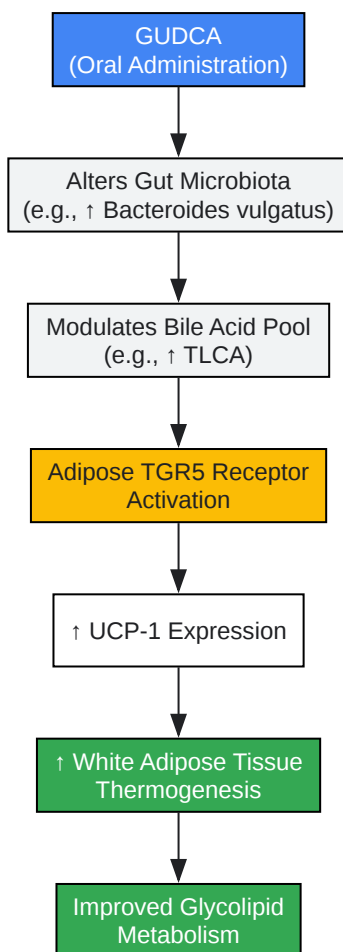 GUDCA
(Oral Administration)
Alters Gut Microbiota
(e.g., ↑ Bacteroides vulgatus)
Modulates Bile Acid Pool
(e.g., ↑ TLCA)
Adipose TGR5 Receptor
Activation
↑ UCP-1 Expression
↑ White Adipose Tissue
Thermogenesis
Improved Glycolipid
Metabolism